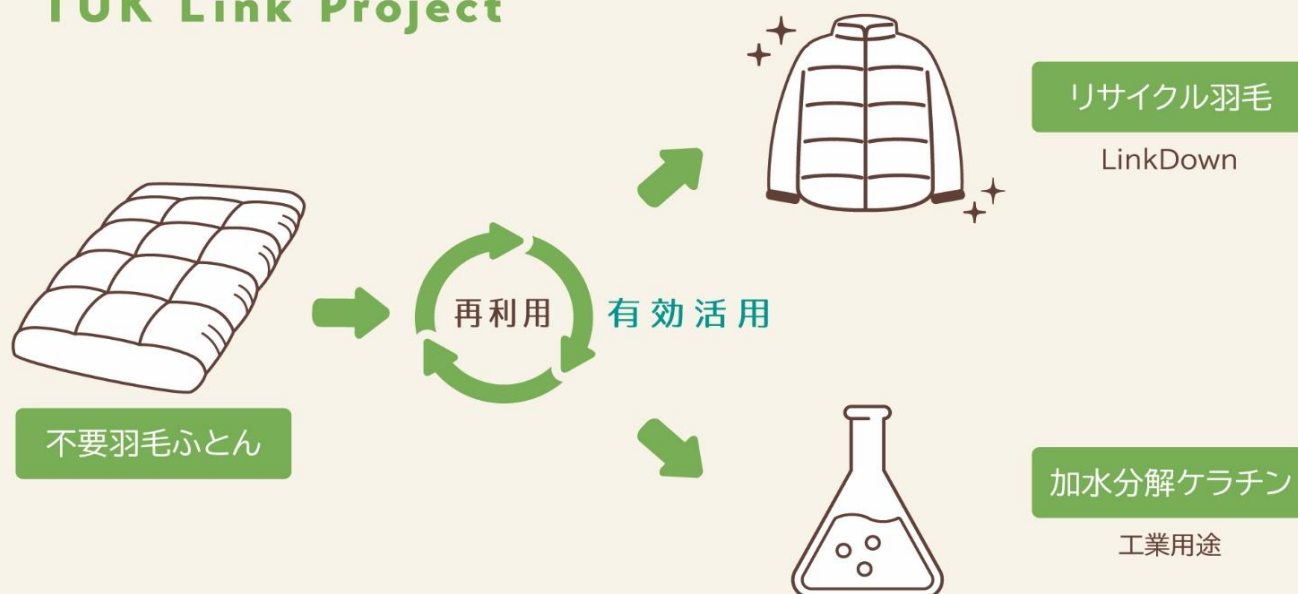 TUK Link Project
リサイクル羽毛
LinkDown
再利用
有効活用
不要羽毛ふとん
加水分解ケラチン
工業用途